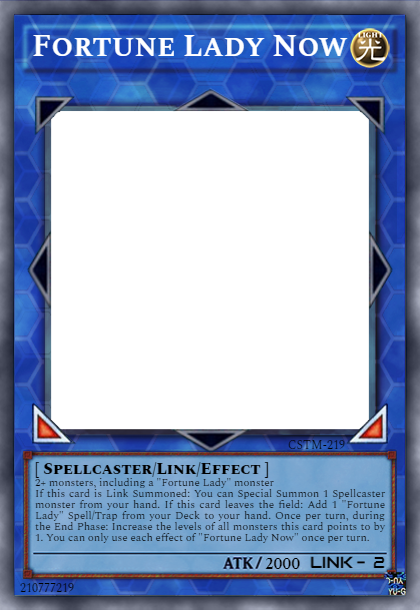 FORTUNE LADY NOW
LIGHT
光
CSTM-219
[ SPELLCASTER/LINK/EFFECT ]
2+ monsters, including a "Fortune Lady" monster
If this card is Link Summoned: You can Special Summon 1 Spellcaster
monster from your hand. If this card leaves the field: Add 1 "Fortune
Lady" Spell/Trap from your Deck to your hand. Once per turn, during
the End Phase: Increase the levels of all monsters this card points to by
1. You can only use each effect of "Fortune Lady Now" once per turn.
ATK/2000 LINK-2
210777219